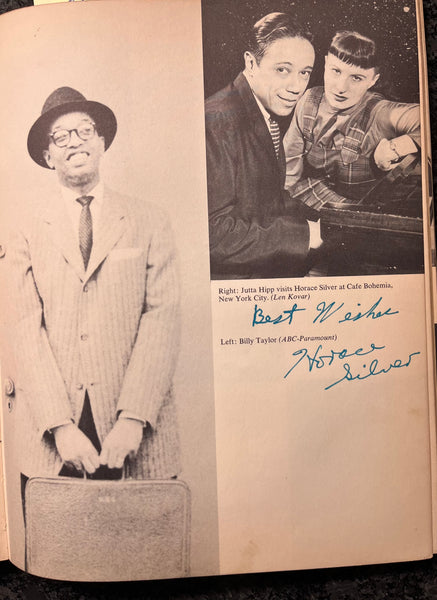 Right: Jutta Hipp visits Horace Silver at Cafe Bohemia,
New York City. (Len Kovar)
Best Wishes
Left: Billy Taylor (ABC-Paramount)
Horace
Silver